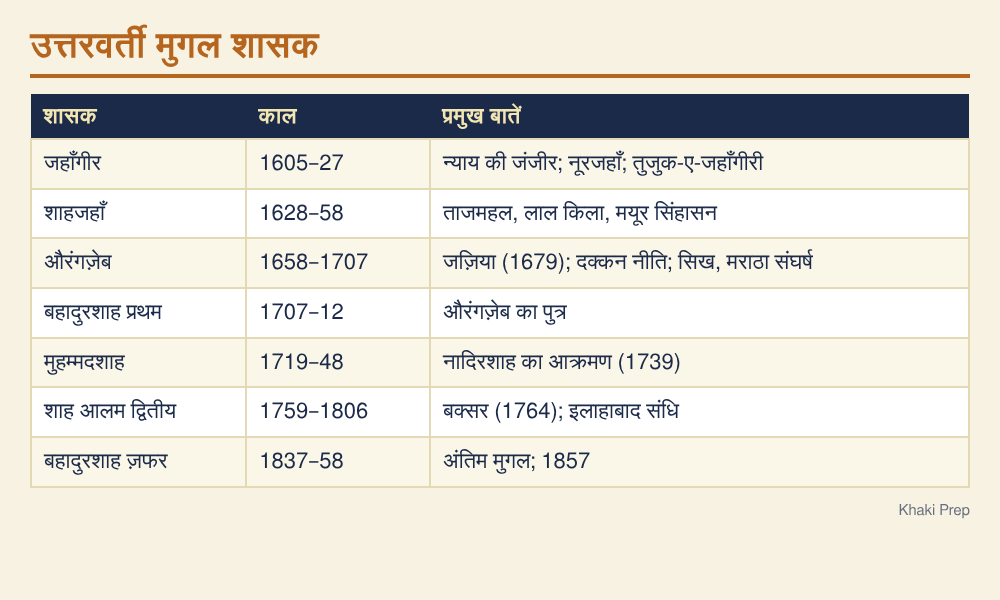 उत्तरवर्ती मुगल शासक
शासक काल प्रमुख बातें
जहाँगीर 1605–27 न्याय की जंजीर; नूरजहाँ; तुजुक-ए-जहाँगीरी
शाहजहाँ 1628–58 ताजमहल, लाल किला, मयूर सिंहासन
औरंगज़ेब 1658–1707 जज़िया (1679); दक्कन नीति; सिख, मराठा संघर्ष
बहादुरशाह प्रथम 1707–12 औरंगज़ेब का पुत्र
मुहम्मदशाह 1719–48 नादिरशाह का आक्रमण (1739)
शाह आलम द्वितीय 1759–1806 बक्सर (1764); इलाहाबाद संधि
बहादुरशाह ज़फर 1837–58 अंतिम मुगल; 1857
Khaki Prep